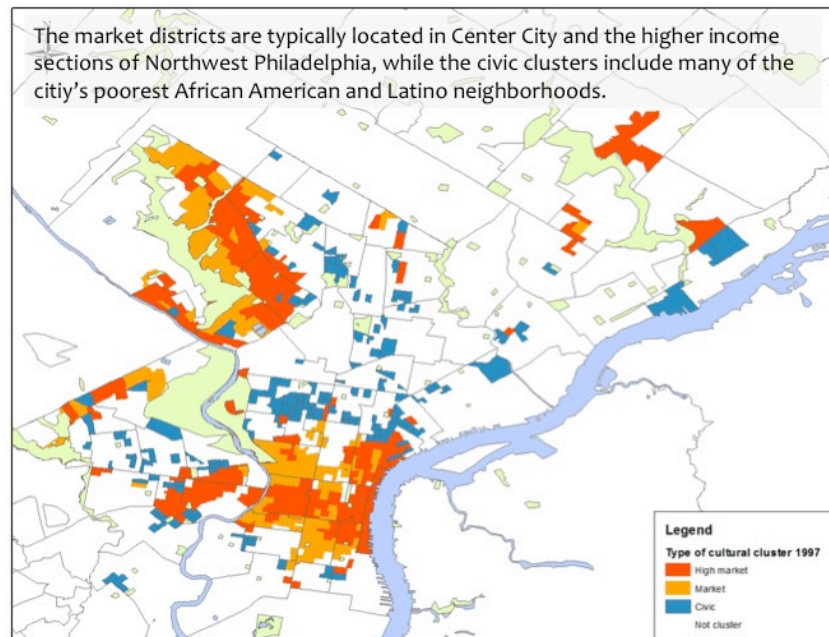 The market districts are typically located in Center City and the higher income
sections of Northwest Philadelphia, while the civic clusters include many of the
citiy's poorest African American and Latino neighborhoods.
Legend
Type of cultural cluster 1997
High market
Market
Civic
Not cluster